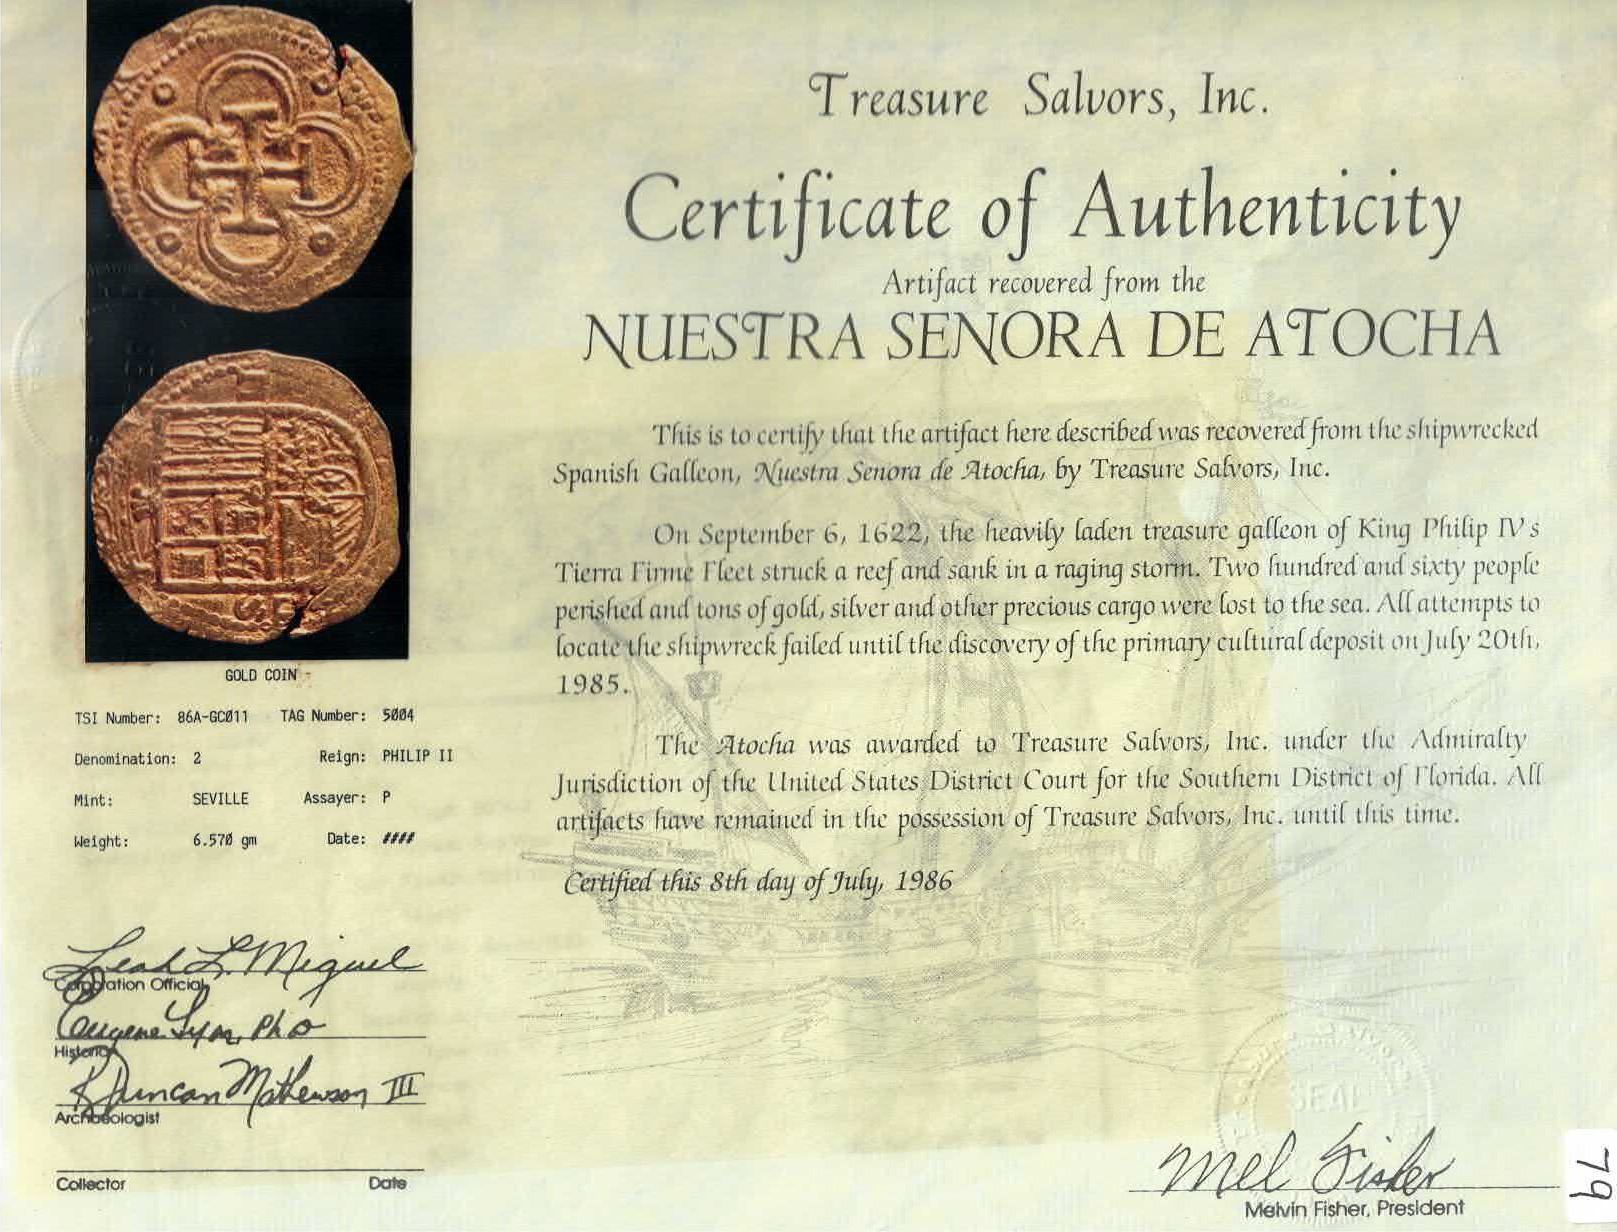 Treasure Salvors, Inc.
Certificate of Authenticity
Artifact recovered from the
NUESTRA SENORA DE ATOCHA
This is to certify that the artifact here described was recovered from the shipwrecked
Spanish Galleon, Nuestra Senora de Atocha, by Treasure Salvors, Inc.
On September 6, 1622, the heavily laden treasure galleon of King Philip IV's
Tierra Firme Fleet struck a reef and sank in a raging storm. Two hundred and sixty people
perished and tons of gold, silver and other precious cargo were lost to the sea. All attempts to
locate the shipwreck failed until the discovery of the primary cultural deposit on July 20th,
1985.
The Atocha was awarded to Treasure Salvors, Inc. under the Admiralty
Jurisdiction of the United States District Court for the Southern District of Florida. All
artifacts have remained in the possession of Treasure Salvors, Inc. until this time.
Certified this 8th day of July, 1986
GOLD COIN -
TSI Number: 86A-GC011 TAG Number: 5004
Denomination: 2 Reign: PHILIP II
Mint: SEVILLE Assayer: P
Weight: 6.570 gm Date: ####
Leah L. Miguel
Corporation Official
Eugene Lyon, Ph D
Historian
R Duncan Mathewson III
Archaeologist
Collector Date
SEAL
Mel Fisher
Melvin Fisher, President
79